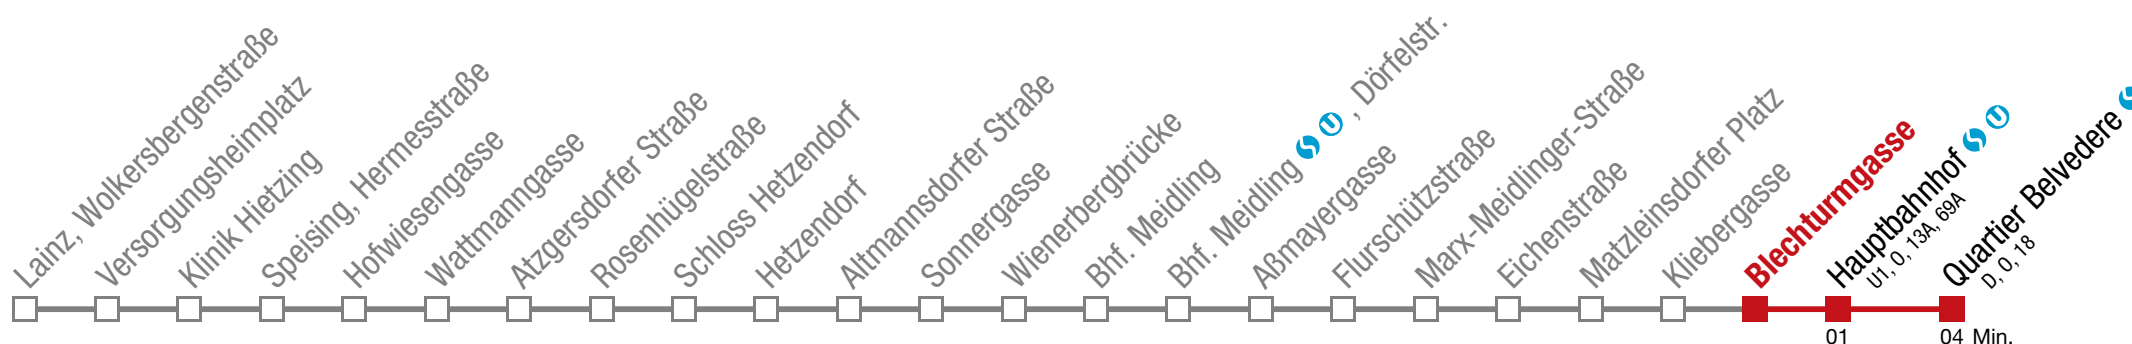 Lainz, Wolkersbergenstraße
Versorgungsheimplatz
Klinik Hietzing
Speising, Hermesstraße
Hofwiesengasse
Wattmanngasse
Atzgersdorfer Straße
Rosenhügelstraße
Schloss Hetzendorf
Hetzendorf
Altmannsdorfer Straße
Sonnergasse
Wienerbergbrücke
Bhf. Meidling
Bhf. Meidling S U , Dörfelstr.
Aßmayergasse
Flurschützstraße
Marx-Meidlinger-Straße
Eichenstraße
Matzleinsdorfer Platz
Kliebergasse
Blechturmgasse
Hauptbahnhof S U
U1, O, 13A, 69A
Quartier Belvedere S
D, O, 18
01
04 Min.